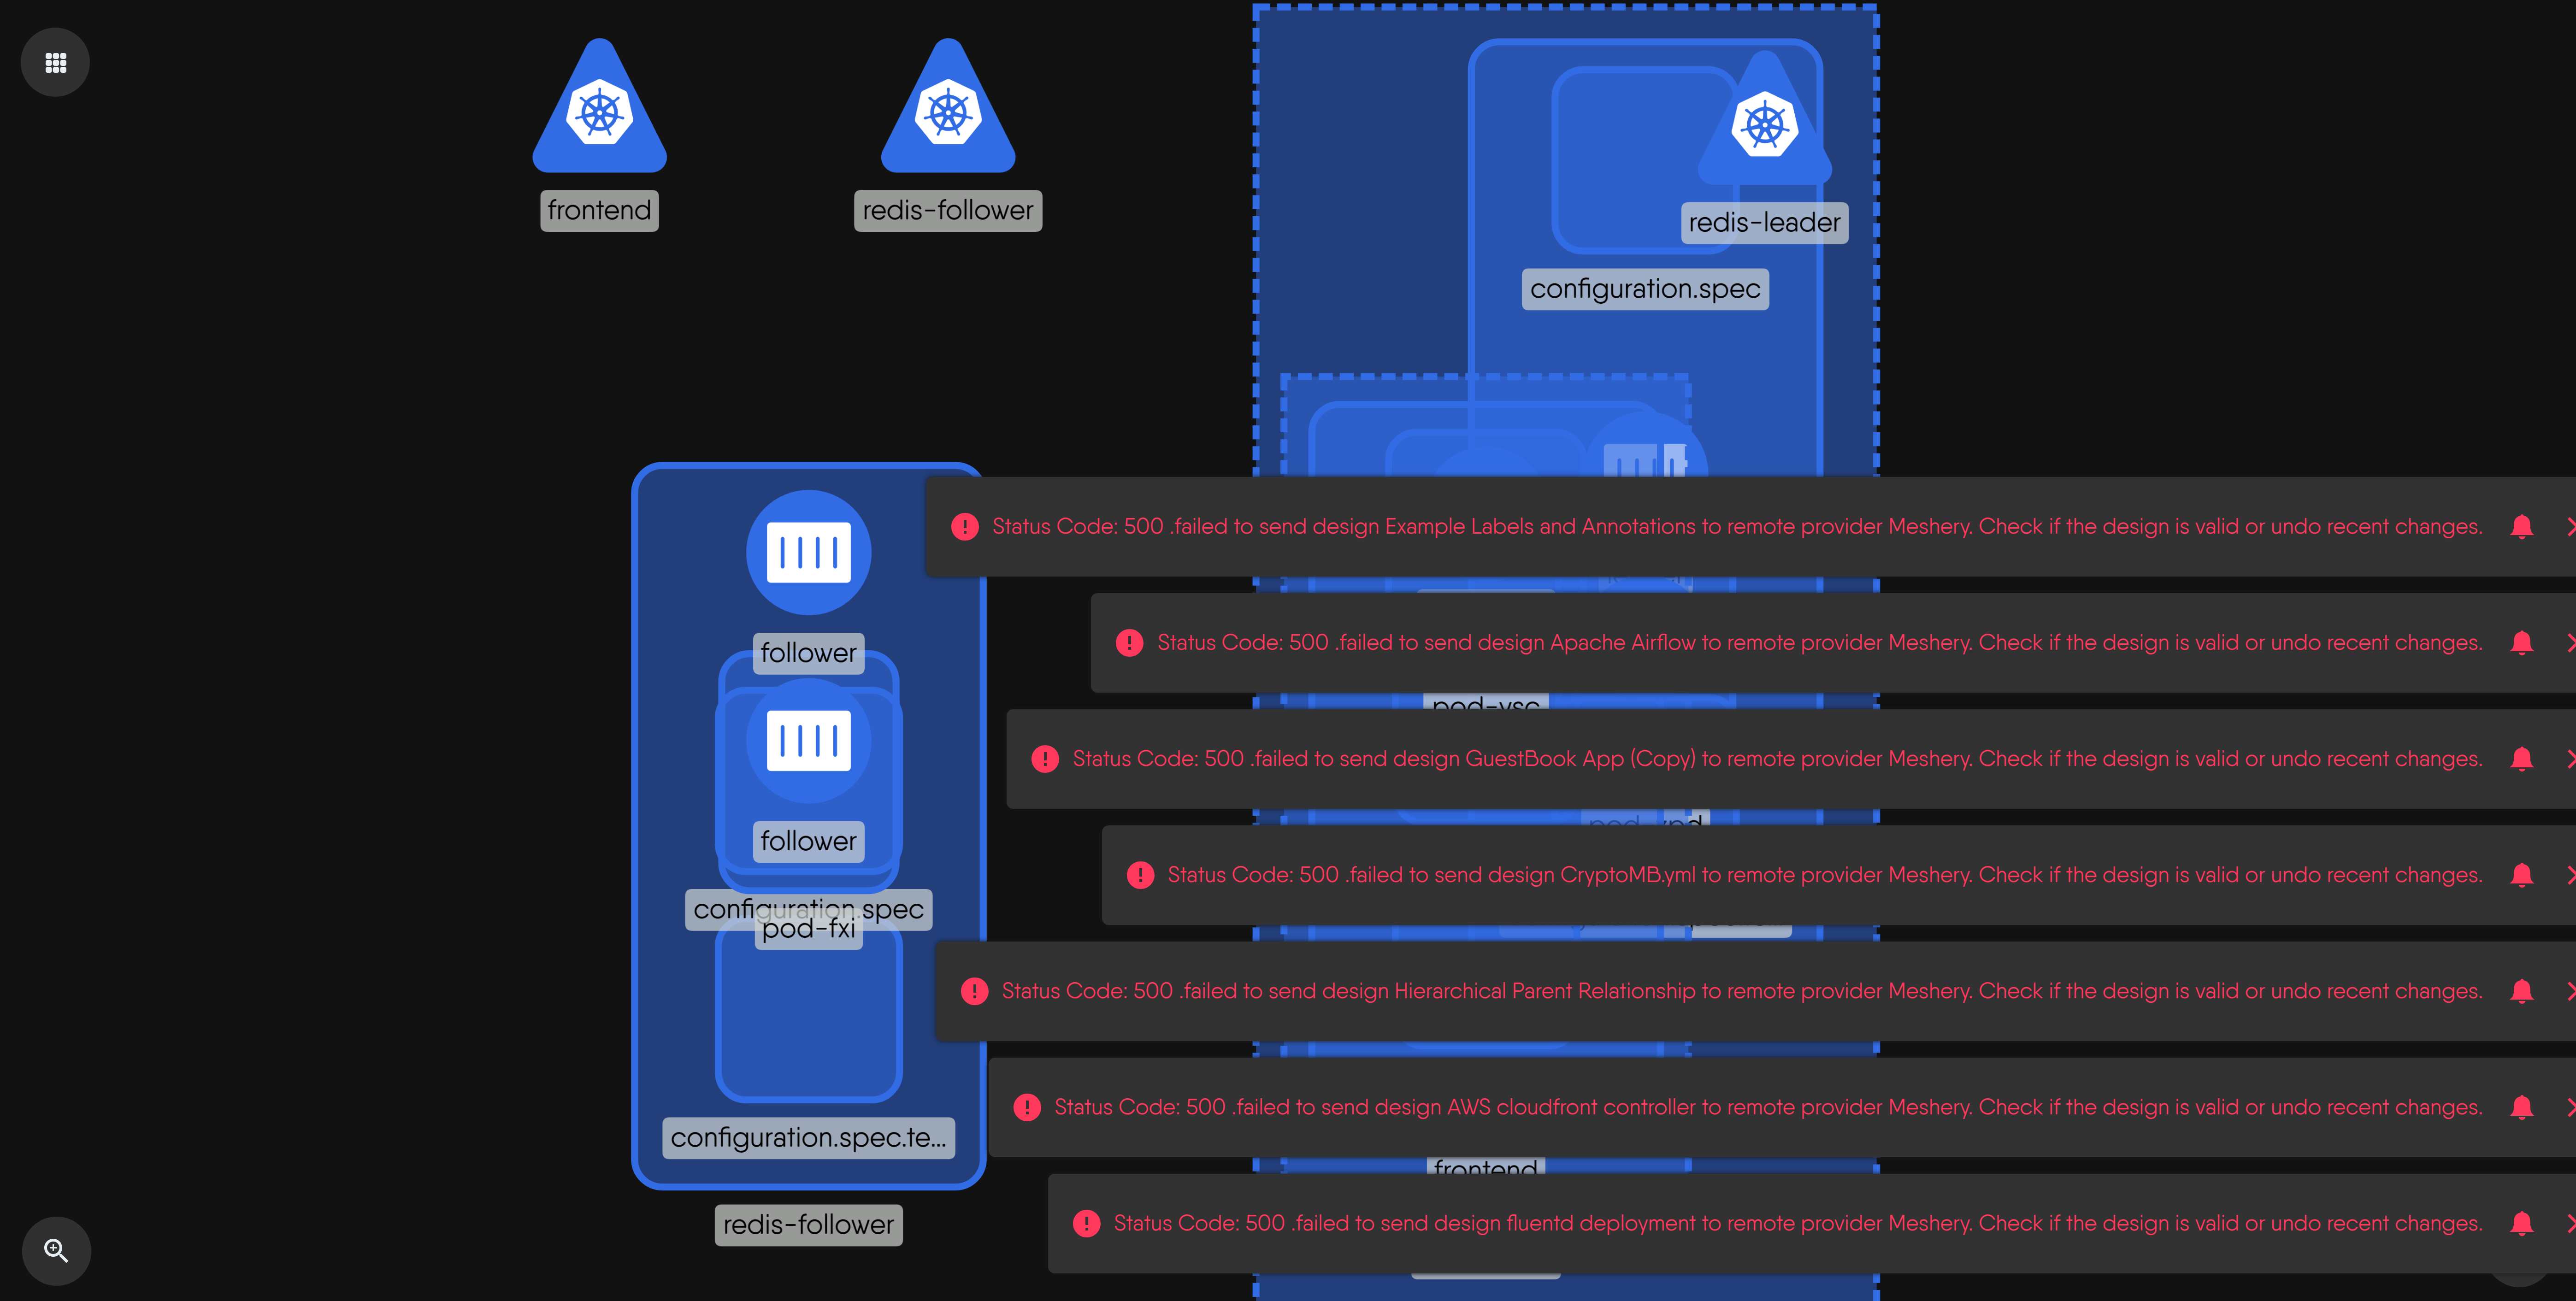 frontend
redis-follower
redis-leader
configuration.spec
Status Code: 500 .failed to send design Example Labels and Annotations to remote provider Meshery. Check if the design is valid or undo recent changes.
Status Code: 500 .failed to send design Apache Airflow to remote provider Meshery. Check if the design is valid or undo recent changes.
follower
pod-vsc
Status Code: 500 .failed to send design GuestBook App (Copy) to remote provider Meshery. Check if the design is valid or undo recent changes.
follower
Status Code: 500 .failed to send design CryptoMB.yml to remote provider Meshery. Check if the design is valid or undo recent changes.
configuration.spec
pod-fxi
Status Code: 500 .failed to send design Hierarchical Parent Relationship to remote provider Meshery. Check if the design is valid or undo recent changes.
Status Code: 500 .failed to send design AWS cloudfront controller to remote provider Meshery. Check if the design is valid or undo recent changes.
configuration.spec.te...
frontend
redis-follower
Status Code: 500 .failed to send design fluentd deployment to remote provider Meshery. Check if the design is valid or undo recent changes.